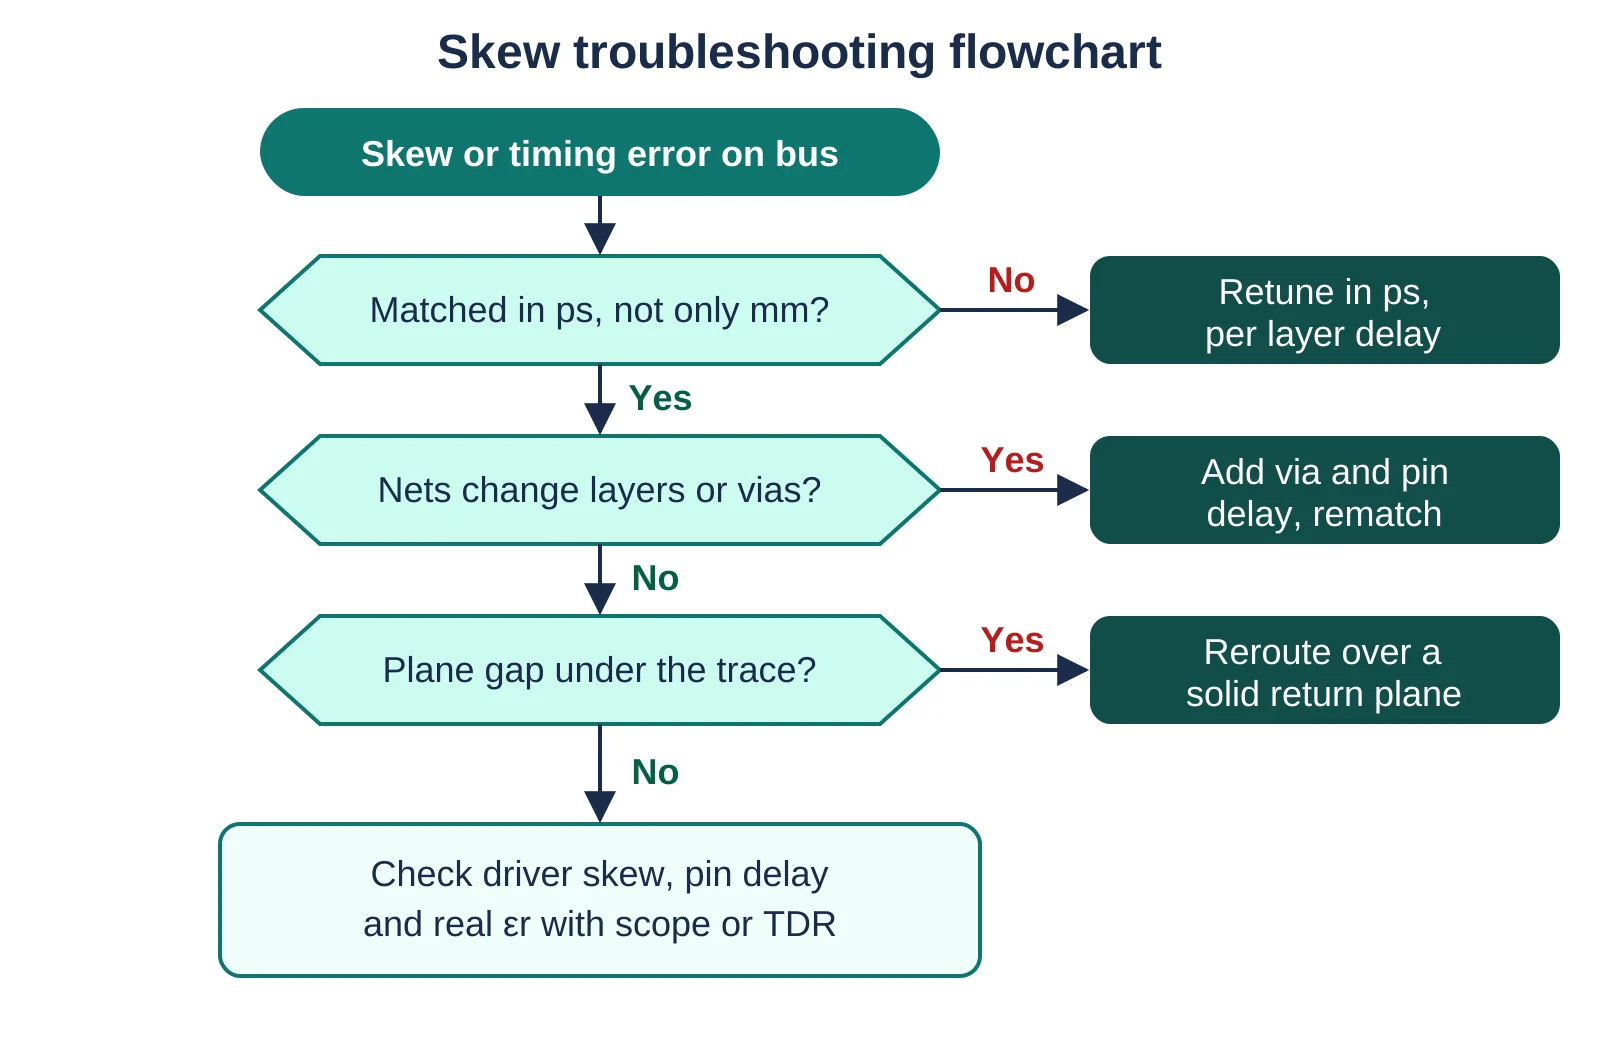 Skew troubleshooting flowchart
Skew or timing error on bus
Matched in ps, not only mm?
No
Retune in ps,
per layer delay
Yes
Nets change layers or vias?
Yes
Add via and pin
delay, rematch
No
Plane gap under the trace?
Yes
Reroute over a
solid return plane
No
Check driver skew, pin delay
and real εr with scope or TDR